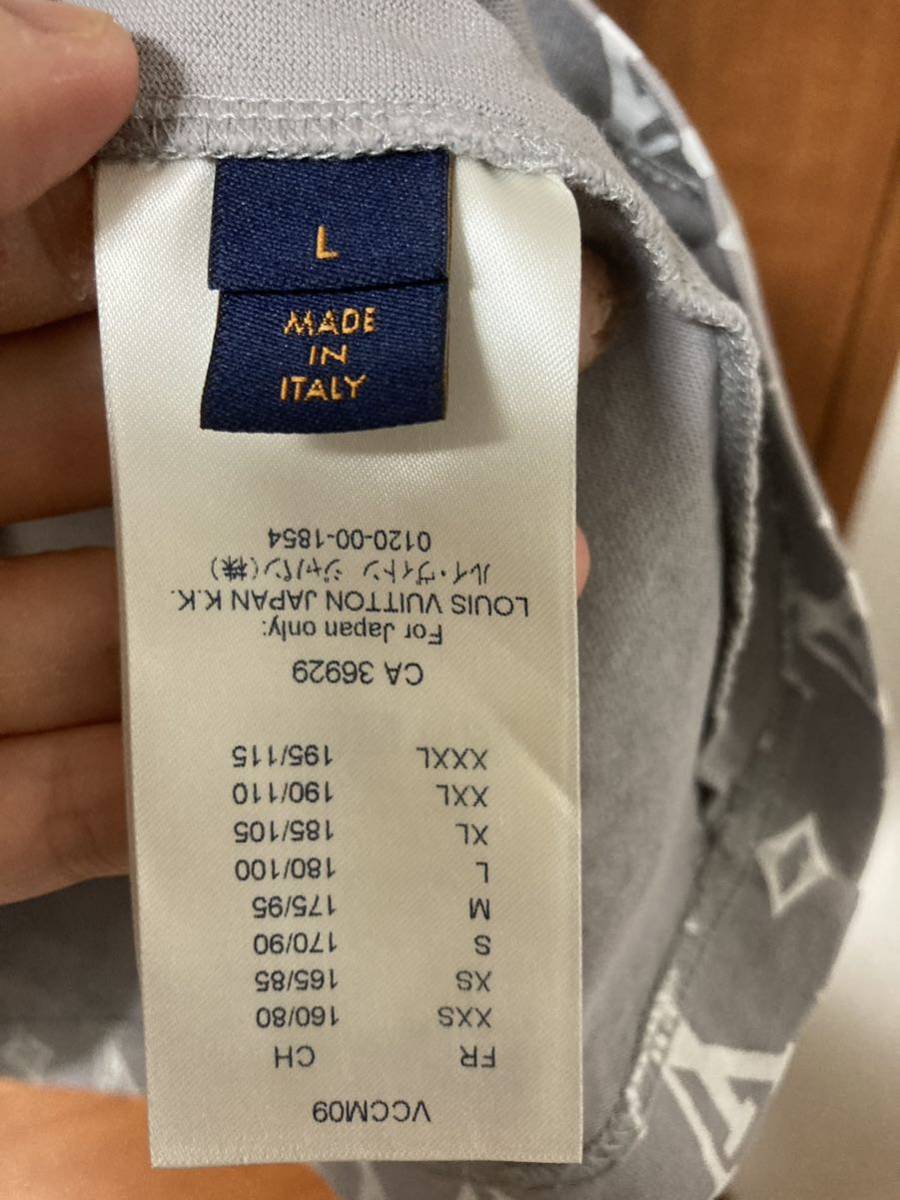 L
MADE
IN
ITALY
VCCM09
FR CH
XXS 160/80
XS 165/85
S 170/90
M 175/95
L 180/100
XL 185/105
XXL 190/110
XXXL 195/115
CA 36929
For Japan only:
LOUIS VUITTON JAPAN K.K.
ルイ・ヴィトン ジャパン(株)
0120-00-1854